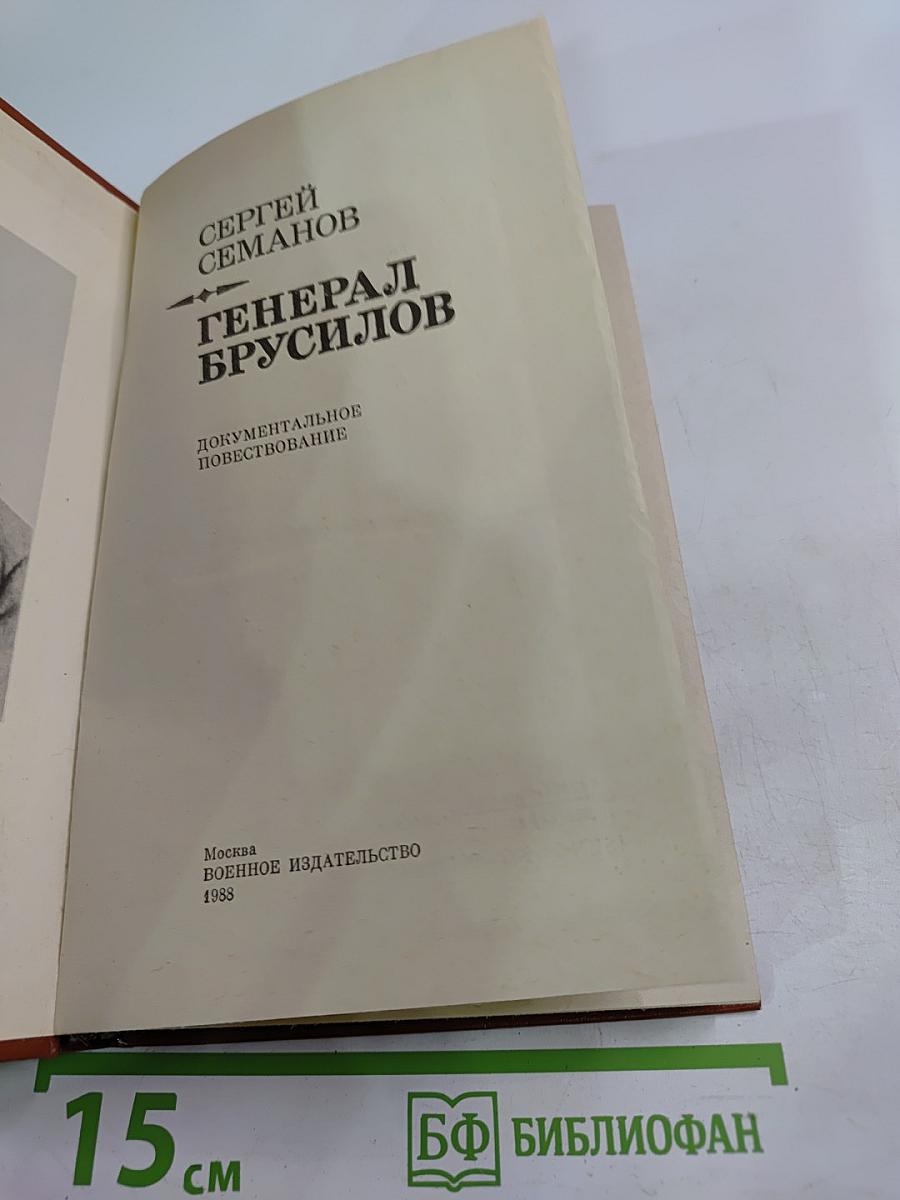 СЕРГЕЙ
СЕМАНОВ
ГЕНЕРАЛ
БРУСИЛОВ
ДОКУМЕНТАЛЬНОЕ
ПОВЕСТВОВАНИЕ
Москва
ВОЕННОЕ ИЗДАТЕЛЬСТВО
1988
15 см
БФ БИБЛИОФАН